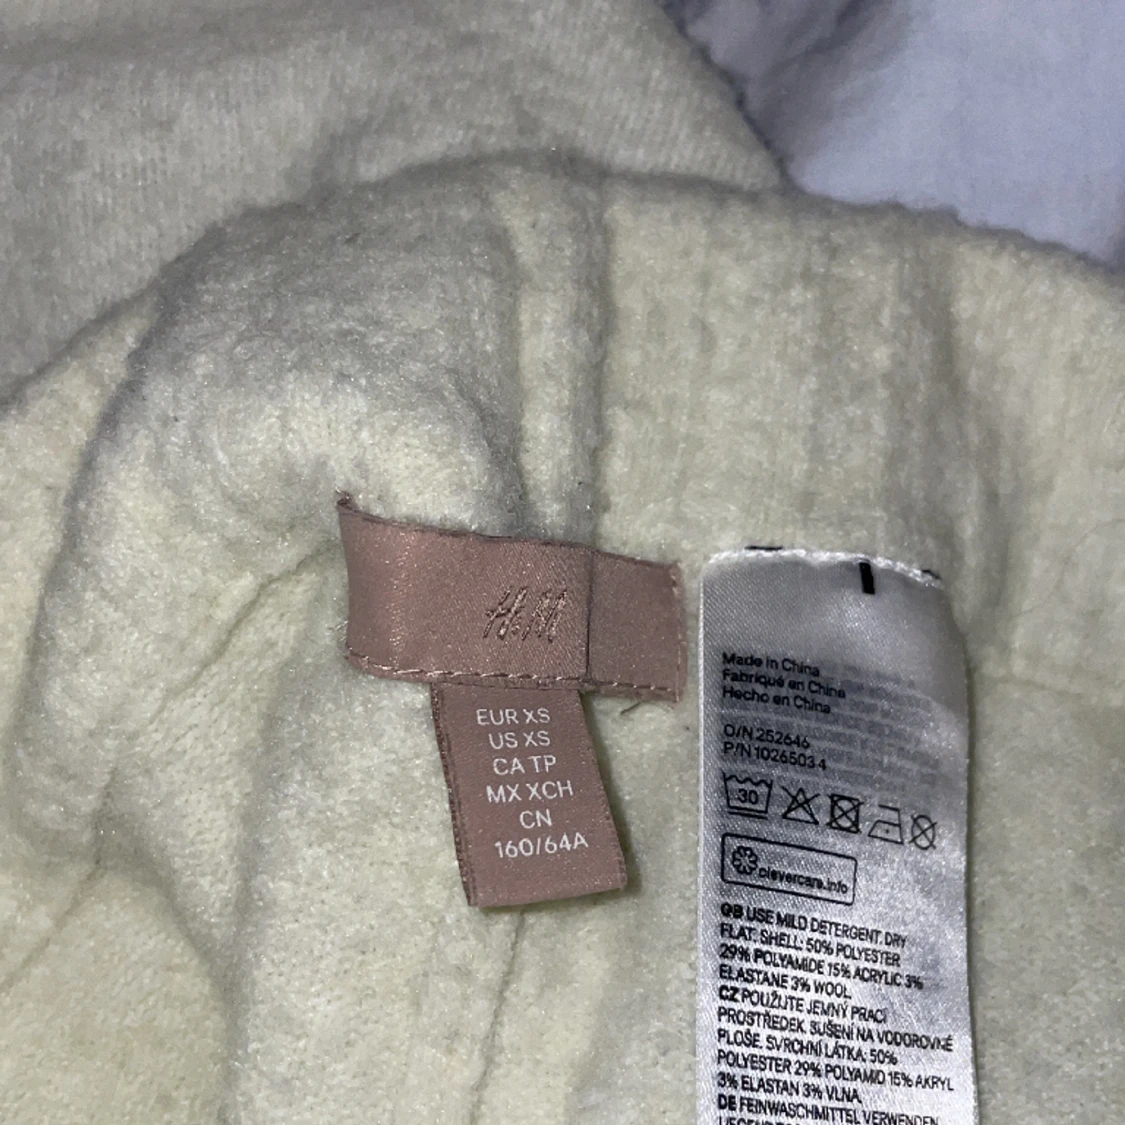 H&M
EUR XS
US XS
CA TP
MX XCH
CN
160/64A
Made in China
Fabriqué en Chine
Hecho en China
O/N 252646
P/N 10265034
30
clevercare.info
GB USE MILD DETERGENT. DRY
FLAT. SHELL: 50% POLYESTER
29% POLYAMIDE 15% ACRYLIC 3%
ELASTANE 3% WOOL
CZ POUŽIJTE JEMNÝ PRACÍ
PROSTŘEDEK. SUŠENÍ NA VODOROVNÉ
PLOŠE. SVRCHNÍ LÁTKA: 50%
POLYESTER 29% POLYAMID 15% AKRYL
3% ELASTAN 3% VLNA.
DE FEINWASCHMITTEL VERWENDEN.